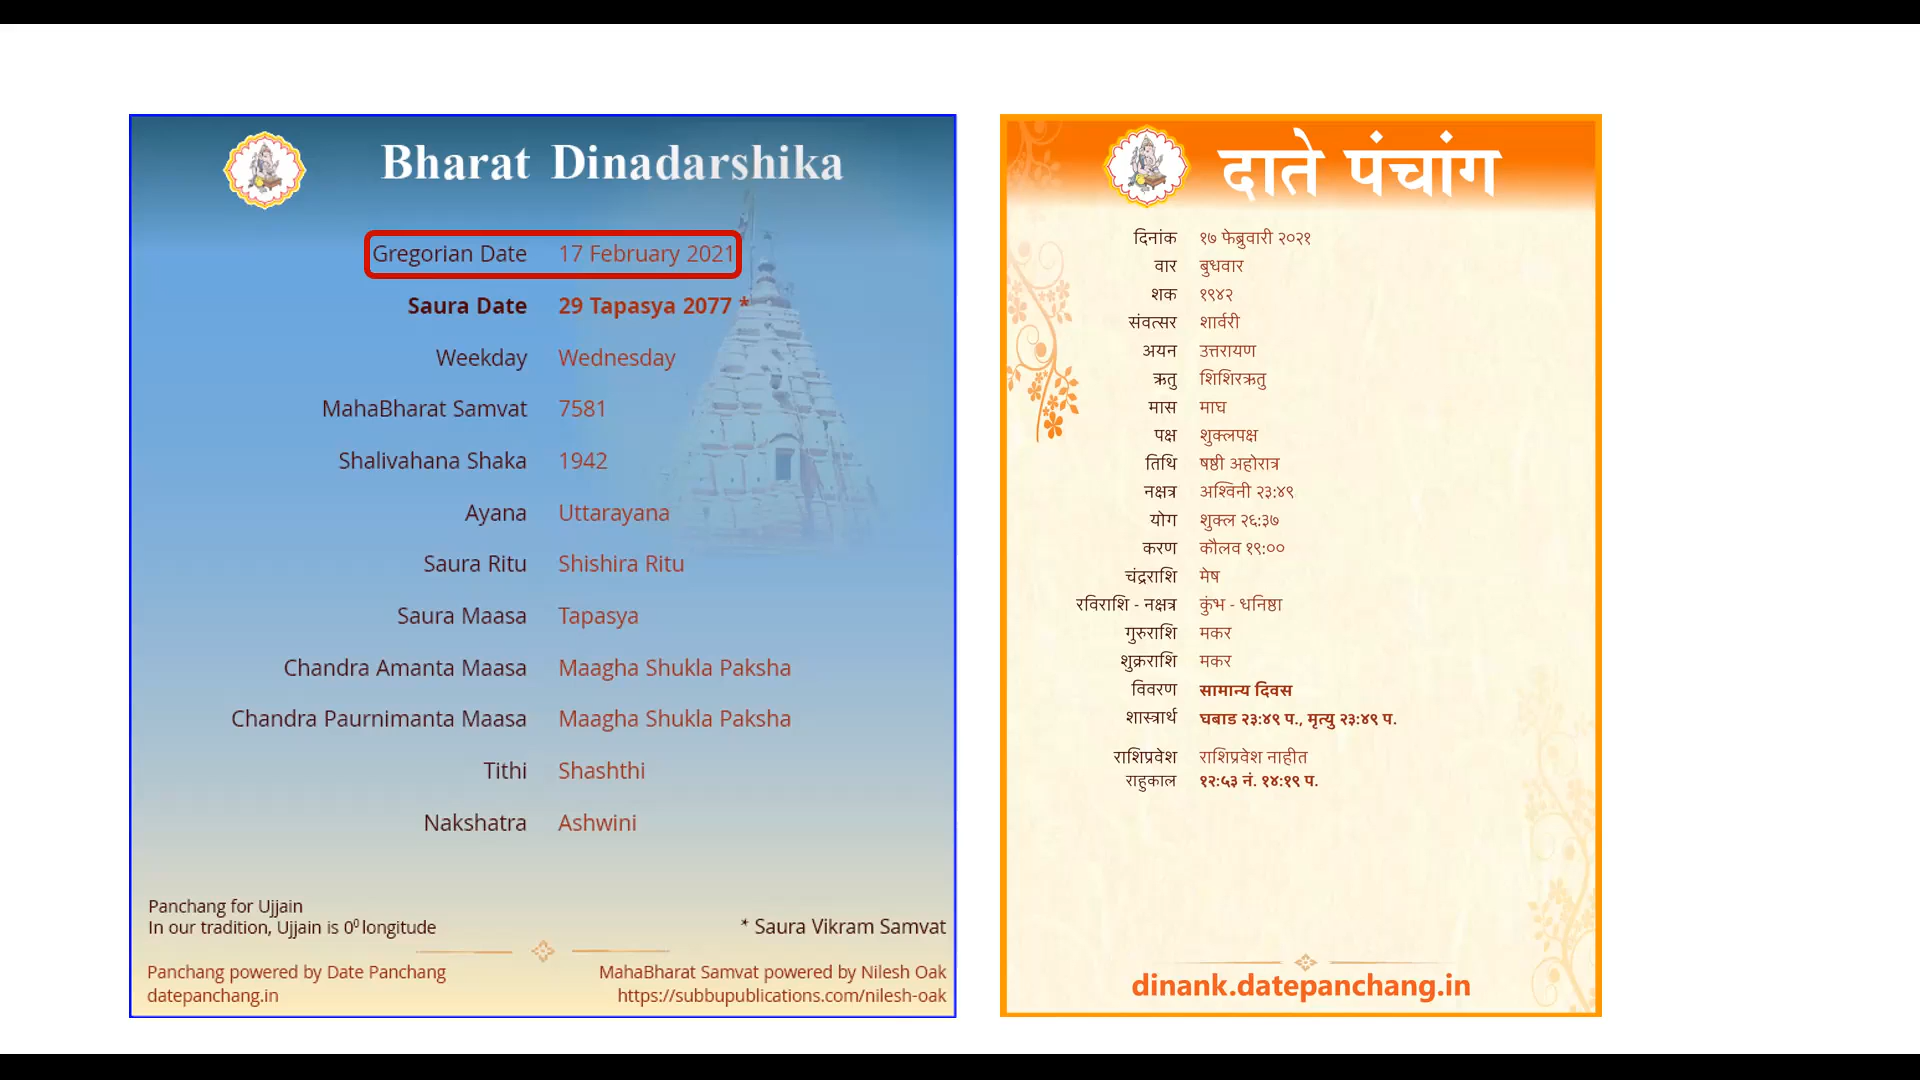 Bharat Dinadarshika
Gregorian Date 17 February 2021
Saura Date 29 Tapasya 2077 *
Weekday Wednesday
MahaBharat Samvat 7581
Shalivahana Shaka 1942
Ayana Uttarayana
Saura Ritu Shishira Ritu
Saura Maasa Tapasya
Chandra Amanta Maasa Maagha Shukla Paksha
Chandra Paurnimanta Maasa Maagha Shukla Paksha
Tithi Shashthi
Nakshatra Ashwini
Panchang for Ujjain
In our tradition, Ujjain is 0⁰ longitude
* Saura Vikram Samvat
Panchang powered by Date Panchang
datepanchang.in
MahaBharat Samvat powered by Nilesh Oak
https://subbupublications.com/nilesh-oak
दाते पंचांग
दिनांक १७ फेब्रुवारी २०२१
वार बुधवार
शक १९४२
संवत्सर शार्वरी
अयन उत्तरायण
ऋतु शिशिरऋतु
मास माघ
पक्ष शुक्लपक्ष
तिथि षष्ठी अहोरात्र
नक्षत्र अश्विनी २३:४९
योग शुक्ल २६:३७
करण कौलव १९:००
चंद्रराशि मेष
रविराशि - नक्षत्र कुंभ - धनिष्ठा
गुरुराशि मकर
शुक्रराशि मकर
विवरण सामान्य दिवस
शास्त्रार्थ घबाड २३:४९ प., मृत्यु २३:४९ प.
राशिप्रवेश राशिप्रवेश नाहीत
राहुकाल १२:५३ नं. १४:१९ प.
dinank.datepanchang.in